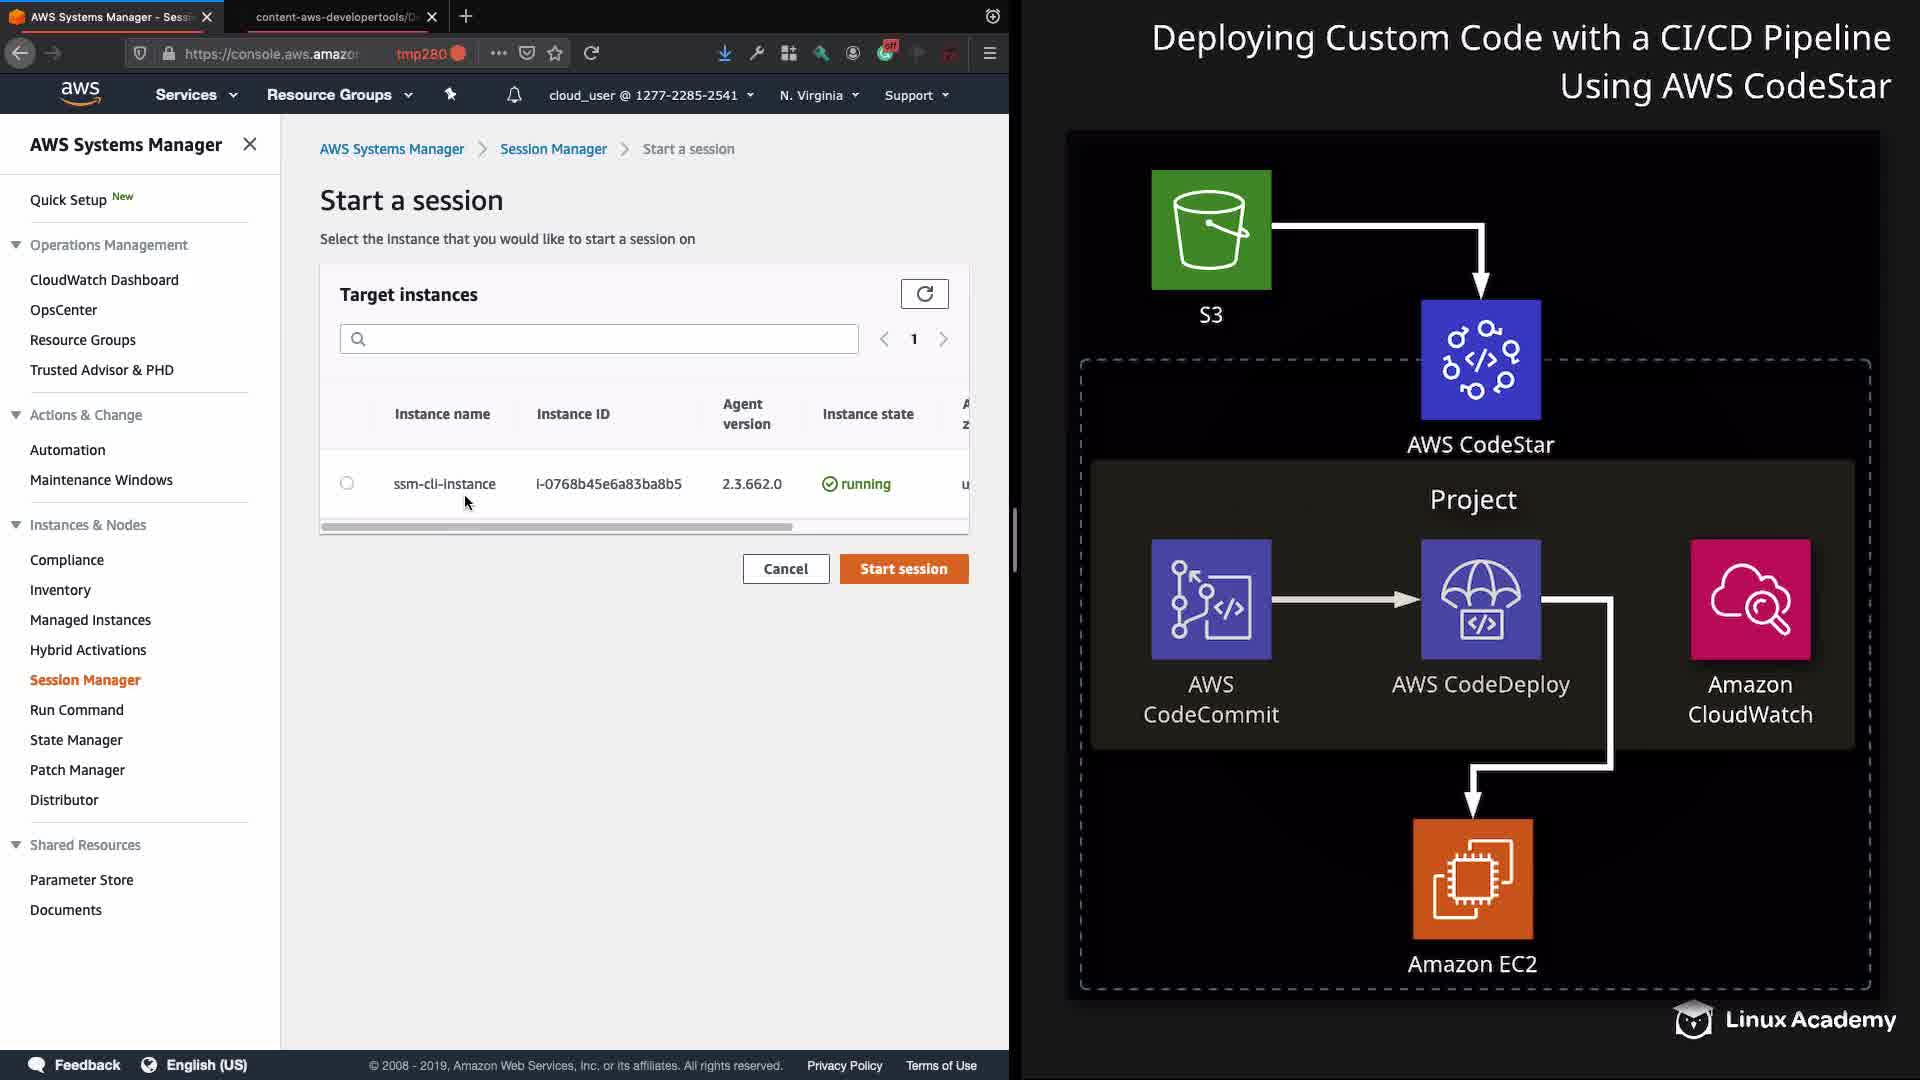 AWS Systems Manager - Sessi
content-aws-developertools/D
https://console.aws.amazo
tmp280
off
aws
Services
Resource Groups
cloud_user @ 1277-2285-2541
N. Virginia
Support
AWS Systems Manager
Quick Setup New
Operations Management
CloudWatch Dashboard
OpsCenter
Resource Groups
Trusted Advisor & PHD
Actions & Change
Automation
Maintenance Windows
Instances & Nodes
Compliance
Inventory
Managed Instances
Hybrid Activations
Session Manager
Run Command
State Manager
Patch Manager
Distributor
Shared Resources
Parameter Store
Documents
AWS Systems Manager
Session Manager
Start a session
Start a session
Select the instance that you would like to start a session on
Target instances
1
Instance name
Instance ID
Agent
version
Instance state
A
z
ssm-cli-instance
i-0768b45e6a83ba8b5
2.3.662.0
running
u
Cancel
Start session
Feedback
English (US)
© 2008 - 2019, Amazon Web Services, Inc. or its affiliates. All rights reserved.
Privacy Policy
Terms of Use
Deploying Custom Code with a CI/CD Pipeline
Using AWS CodeStar
S3
AWS CodeStar
Project
AWS
CodeCommit
AWS CodeDeploy
Amazon
CloudWatch
Amazon EC2
Linux Academy